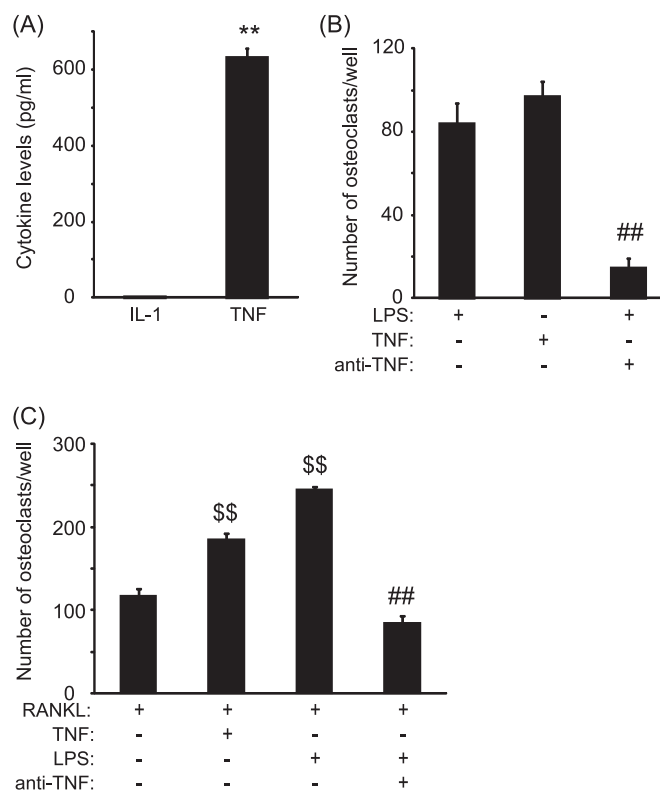 (A)
Cytokine levels (pg/ml)
600
400
200
0
**
IL-1 TNF
(B)
Number of osteoclasts/well
120
80
40
0
##
LPS: + - +
TNF: - + -
anti-TNF: - - +
(C)
Number of osteoclasts/well
300
200
100
0
$$
$$
##
RANKL: + + + +
TNF: - + - -
LPS: - - + +
anti-TNF: - - - +